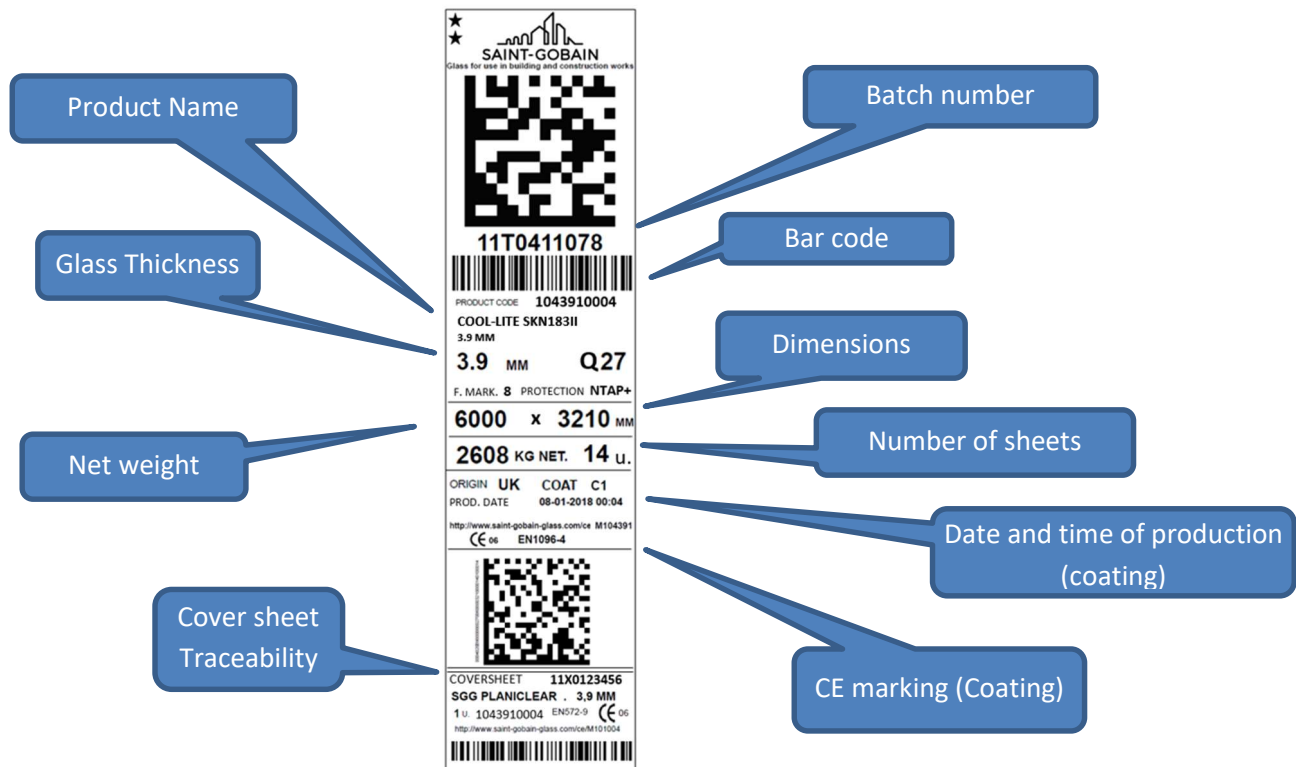 SAINT-GOBAIN
Glass for use in building and construction works
Product Name
Batch number
11T0411078
Bar code
Glass Thickness
PRODUCT CODE 1043910004
COOL-LITE SKN183II
3.9 MM
3.9 MM Q27
Dimensions
F. MARK. 8 PROTECTION NTAP+
6000 x 3210 MM
Net weight
Number of sheets
2608 KG NET. 14 u.
ORIGIN UK COAT C1
PROD. DATE 08-01-2018 00:04
Date and time of production
(coating)
http://www.saint-gobain-glass.com/ce M104391
CE 06 EN1096-4
Cover sheet
Traceability
CE marking (Coating)
COVERSHEET 11X0123456
SGG PLANICLEAR . 3,9 MM
1 U. 1043910004 EN572-9 CE 06
http://www.saint-gobain-glass.com/ce/M101004